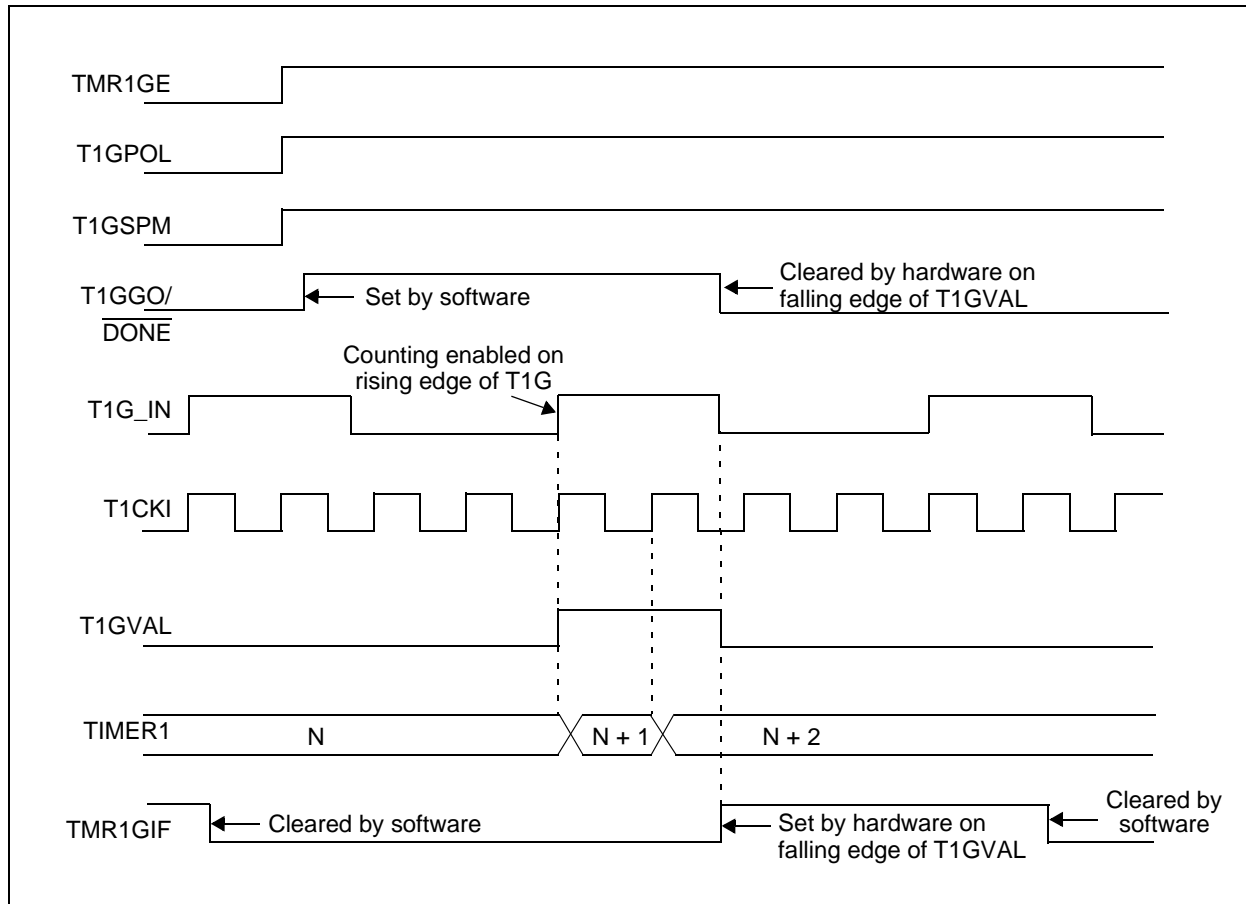 TMR1GE
T1GPOL
T1GSPM
T1GGO/
DONE
Set by software
Cleared by hardware on
falling edge of T1GVAL
Counting enabled on
rising edge of T1G
T1G_IN
T1CKI
T1GVAL
TIMER1
N
N + 1
N + 2
TMR1GIF
Cleared by software
Set by hardware on
falling edge of T1GVAL
Cleared by
software